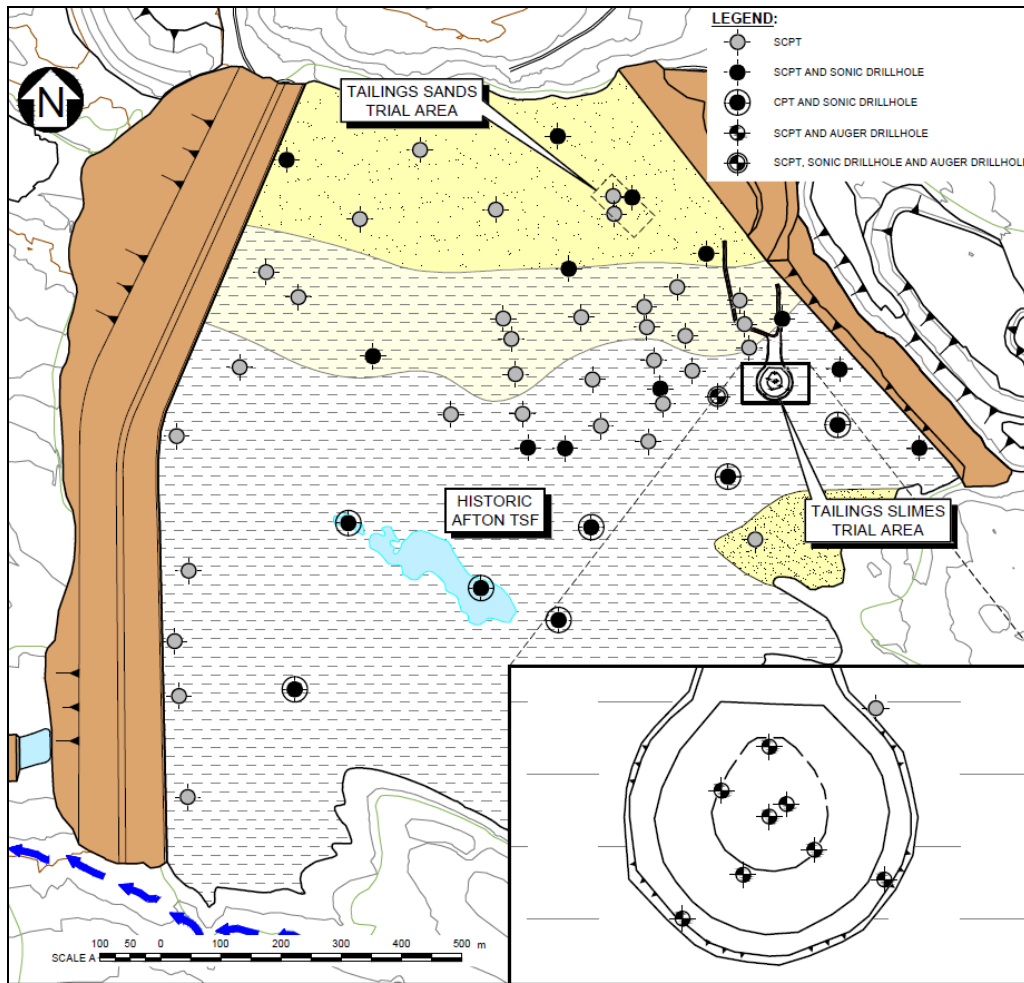 LEGEND:
SCPT
SCPT AND SONIC DRILLHOLE
CPT AND SONIC DRILLHOLE
SCPT AND AUGER DRILLHOLE
SCPT, SONIC DRILLHOLE AND AUGER DRILLHOLE
N
TAILINGS SANDS
TRIAL AREA
HISTORIC
AFTON TSF
TAILINGS SLIMES
TRIAL AREA
100 50 0 100 200 300 400 500 m
SCALE A